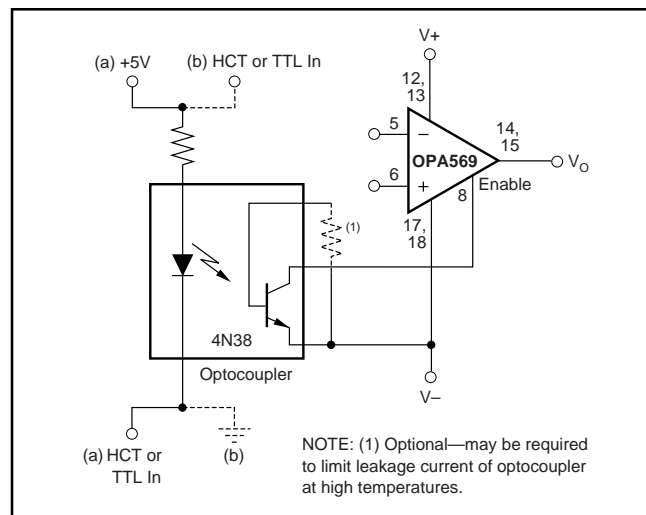 V+
(a) +5V
(b) HCT or TTL In
12,
13
5
–
14,
15
OPA569
V_O
6
+
Enable
8
17,
18
(1)
4N38
Optocoupler
V–
(a) HCT or
TTL In
(b)
NOTE: (1) Optional—may be required
to limit leakage current of optocoupler
at high temperatures.